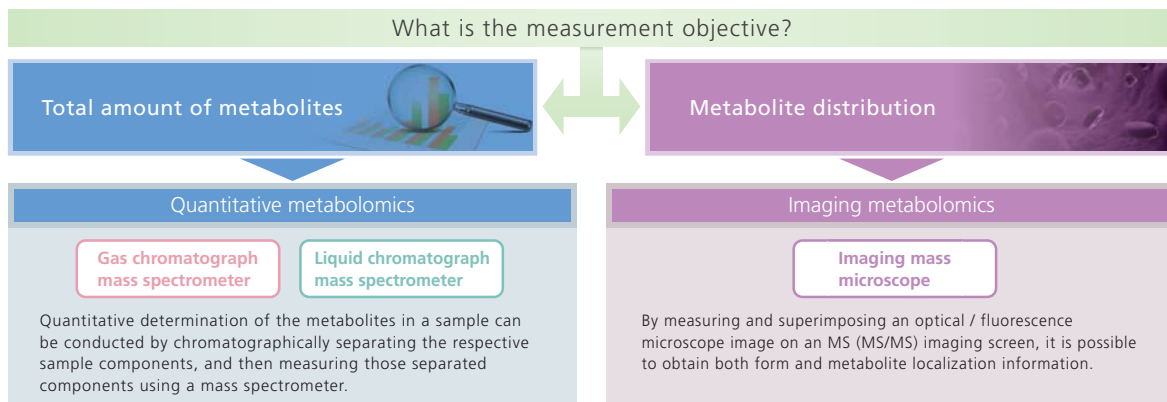 What is the measurement objective?
Total amount of metabolites
Metabolite distribution
Quantitative metabolomics
Gas chromatograph
mass spectrometer
Liquid chromatograph
mass spectrometer
Quantitative determination of the metabolites in a sample can
be conducted by chromatographically separating the respective
sample components, and then measuring those separated
components using a mass spectrometer.
Imaging metabolomics
Imaging mass
microscope
By measuring and superimposing an optical / fluorescence
microscope image on an MS (MS/MS) imaging screen, it is possible
to obtain both form and metabolite localization information.